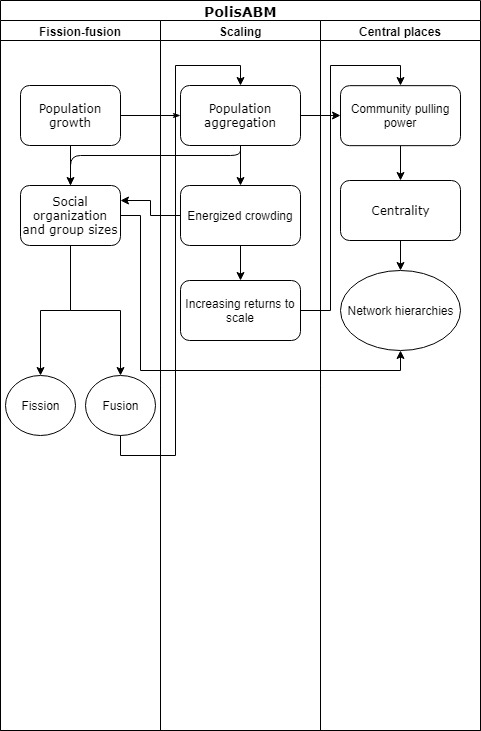 PolisABM
Fission-fusion
Scaling
Central places
Population
growth
Population
aggregation
Community pulling
power
Social
organization
and group sizes
Energized crowding
Centrality
Increasing returns to
scale
Network hierarchies
Fission
Fusion